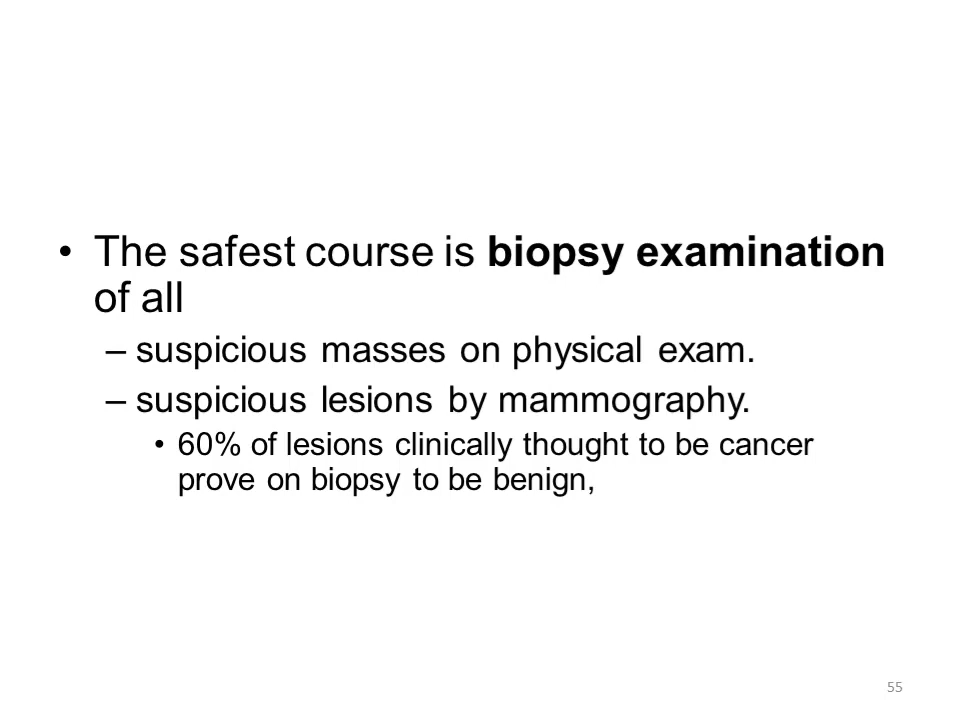 • The safest course is biopsy examination
of all
– suspicious masses on physical exam.
– suspicious lesions by mammography.
• 60% of lesions clinically thought to be cancer
prove on biopsy to be benign,
55